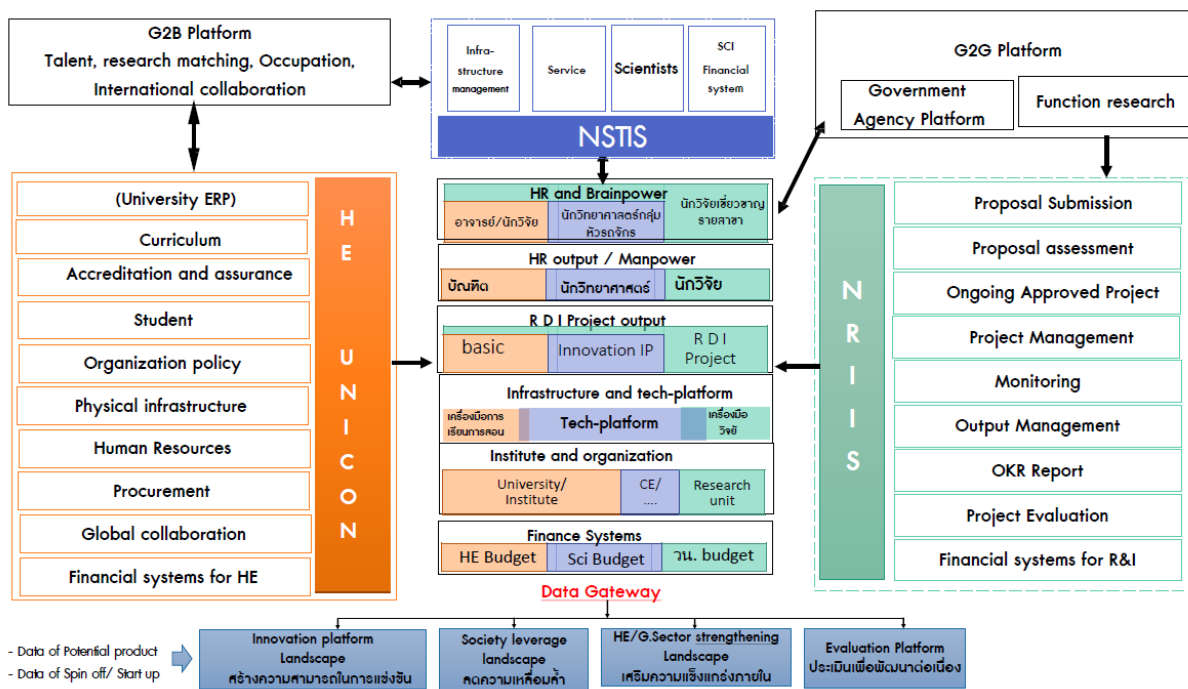 G2B Platform
Talent, research matching, Occupation,
International collaboration
Infra-
structure
management
Service
Scientists
SCI
Financial
system
NSTIS
G2G Platform
Government
Agency Platform
Function research
(University ERP)
Curriculum
Accreditation and assurance
Student
Organization policy
Physical infrastructure
Human Resources
Procurement
Global collaboration
Financial systems for HE
HE UNICON
HR and Brainpower
อาจารย์/นักวิจัย
นักวิทยาศาสตร์กลุ่ม
หัวรถจักร
นักวิจัยเชี่ยวชาญ
รายสาขา
HR output / Manpower
บัณฑิต
นักวิทยาศาสตร์
นักวิจัย
R D I Project output
basic
Innovation IP
R D I
Project
Infrastructure and tech-platform
เครื่องมือการ
เรียนการสอน
Tech-platform
เครื่องมือ
วิจัย
Institute and organization
University/
Institute
CE/
....
Research
unit
Finance Systems
HE Budget
Sci Budget
วน. budget
Data Gateway
NRIIS
Proposal Submission
Proposal assessment
Ongoing Approved Project
Project Management
Monitoring
Output Management
OKR Report
Project Evaluation
Financial systems for R&I
- Data of Potential product
- Data of Spin off/ Start up
Innovation platform
Landscape
สร้างความสามารถในการแข่งขัน
Society leverage
landscape
ลดความเหลื่อมล้ำ
HE/G.Sector strengthening
Landscape
เสริมความแข็งแกร่งภายใน
Evaluation Platform
ประเมินเพื่อพัฒนาต่อเนื่อง